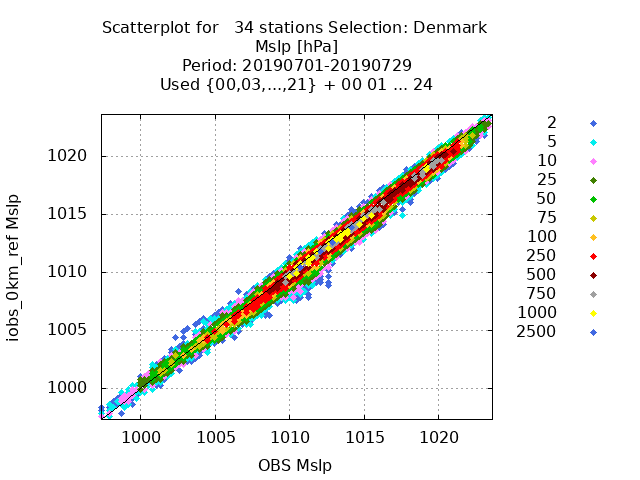 Scatterplot for   34 stations Selection: Denmark
Mslp [hPa]
Period: 20190701-20190729
Used {00,03,...,21} + 00 01 ... 24
iobs_0km_ref Mslp
1020
1015
1010
1005
1000
1000 1005 1010 1015 1020
OBS Mslp
2
5
10
25
50
75
100
250
500
750
1000
2500